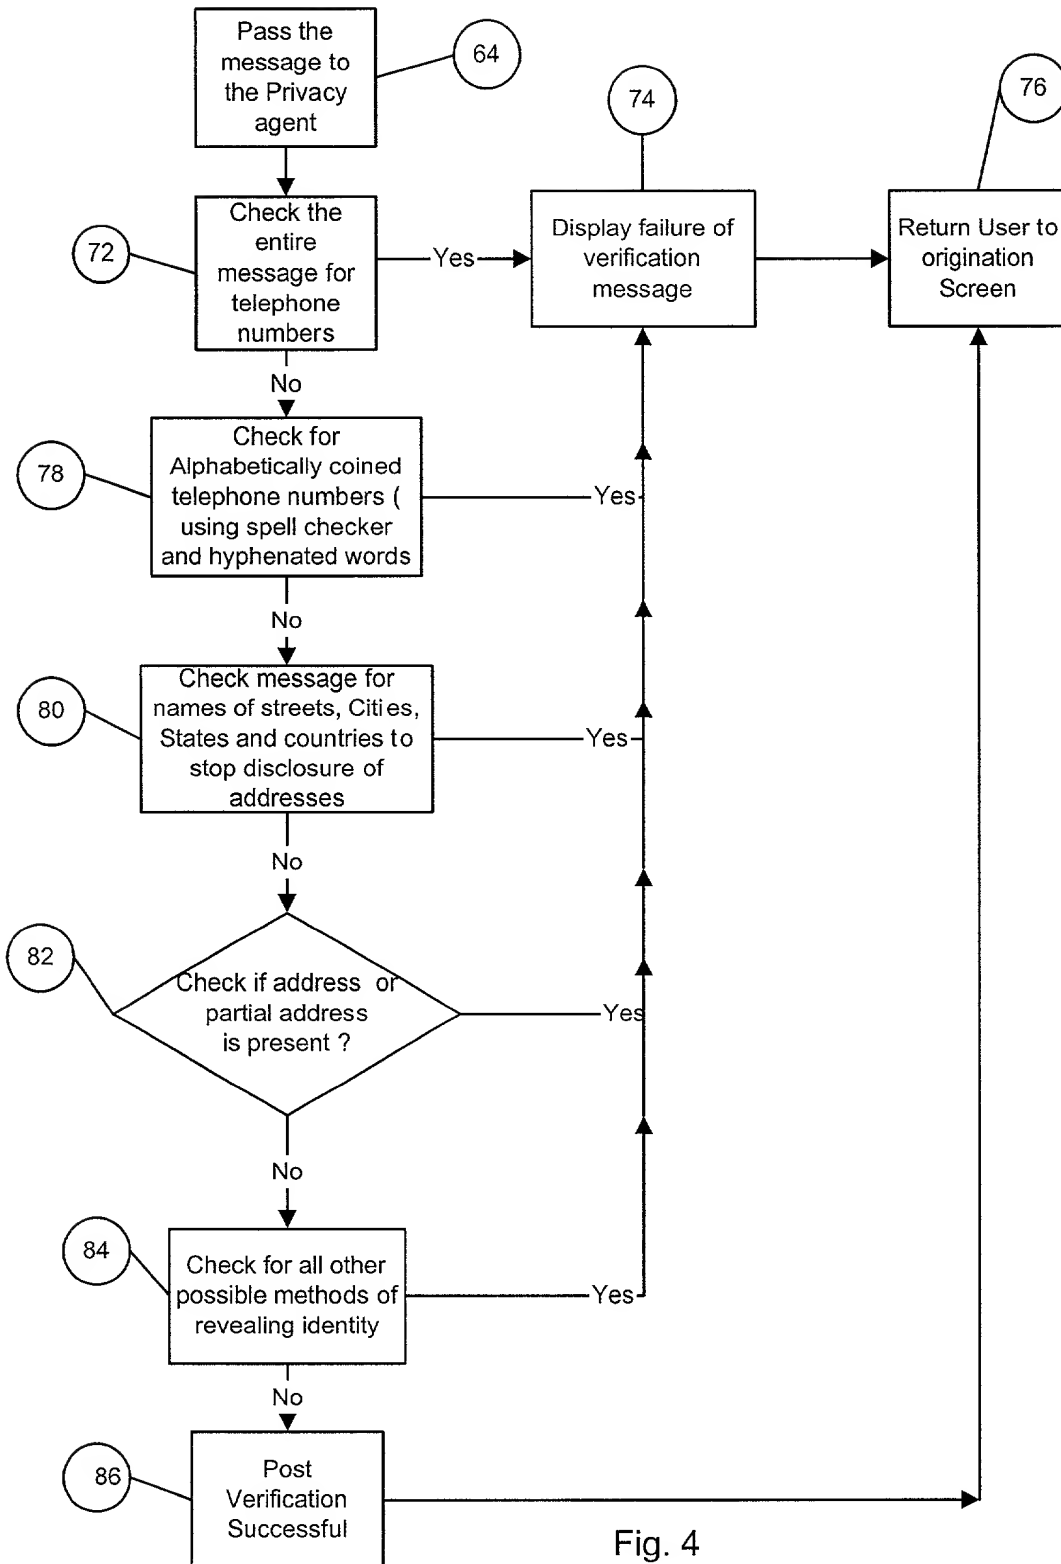 Pass the
message to
the Privacy
agent
64
74
76
Check the
entire
message for
telephone
numbers
72
Yes
Display failure of
verification
message
Return User to
origination
Screen
No
Check for
Alphabetically coined
telephone numbers (
using spell checker
and hyphenated words
78
Yes
No
Check message for
names of streets, Cities,
States and countries to
stop disclosure of
addresses
80
Yes
No
82
Check if address or
partial address
is present ?
Yes
No
84
Check for all other
possible methods of
revealing identity
Yes
No
86
Post
Verification
Successful
Fig. 4